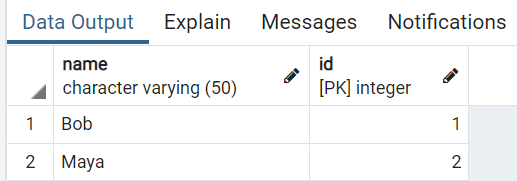 Data Output Explain Messages Notifications
name id
character varying (50) [PK] integer
1 Bob 1
2 Maya 2